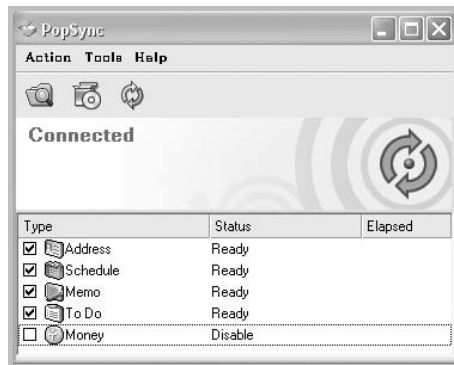 PopSync
Action Tools Help
Connected
Type Status Elapsed
Address Ready
Schedule Ready
Memo Ready
To Do Ready
Money Disable